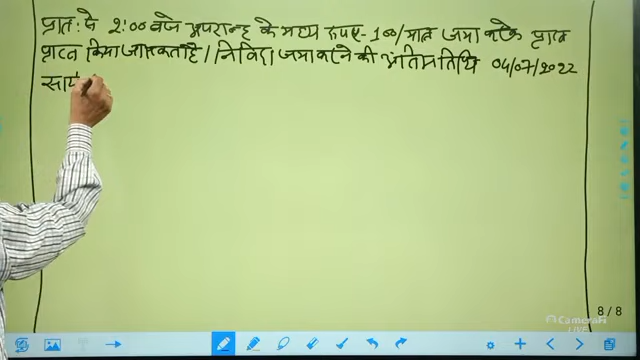 प्रात: से 2:00 बजे अपरान्ह के मध्य रूपए- 100/ मात्र जमा करके प्राप्त
प्राप्त किया जा सकता है। निविदा जमा करने की अंतिम तिथि 04/07/2022
सायं
8 / 8